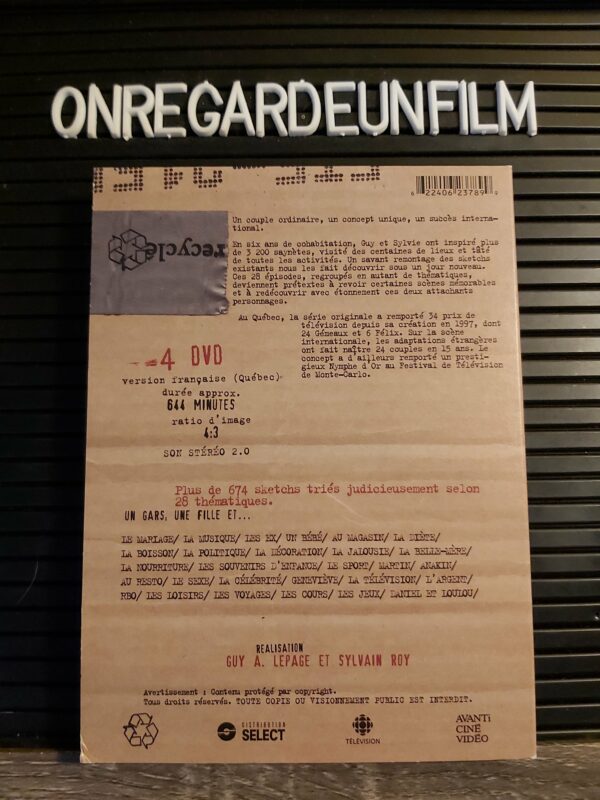 ONREGARDEUNFILM
6 22406 23789 9
recyclé
Un couple ordinaire, un concept unique, un succès interna-
tional.
En six ans de cohabitation, Guy et Sylvie ont inspiré plus
de 3 200 saynètes, visité des centaines de lieux et tâté
de toutes les activités. Un savant remontage des sketchs
existants nous les fait découvrir sous un jour nouveau.
Ces 28 épisodes, regroupés en autant de thématiques,
deviennent prétextes à revoir certaines scènes mémorables
et à redécouvrir avec étonnement ces deux attachants
personnages.
Au Québec, la série originale a remporté 34 prix de
télévision depuis sa création en 1997, dont
24 Gémeaux et 6 Félix. Sur la scène
internationale, les adaptations étrangères
ont fait naître 24 couples en 15 ans. Le
concept a d'ailleurs remporté un presti-
gieux Nymphe d'Or au Festival de Télévision
de Monte-Carlo.
4 DVD
version française (Québec)
durée approx.
644 MINUTES
ratio d'image
4:3
SON STÉRÉO 2.0
Plus de 674 sketchs triés judicieusement selon
28 thématiques.
UN GARS, UNE FILLE ET...
LE MARIAGE/ LA MUSIQUE/ LES EX/ UN BÉBÉ/ AU MAGASIN/ LA DIÈTE/
LA BOISSON/ LA POLITIQUE/ LA DÉCORATION/ LA JALOUSIE/ LA BELLE-MÈRE/
LA NOURRITURE/ LES SOUVENIRS D'ENFANCE/ LE SPORT/ MARTIN/ ANAKIN/
AU RESTO/ LE SEXE/ LA CÉLÉBRITÉ/ GENEVIÈVE/ LA TÉLÉVISION/ L'ARGENT/
RBO/ LES LOISIRS/ LES VOYAGES/ LES COURS/ LES JEUX/ DANIEL ET LOULOU/
REALISATION
GUY A. LEPAGE ET SYLVAIN ROY
Avertissement : Contenu protégé par copyright.
Tous droits réservés. TOUTE COPIE OU VISIONNEMENT PUBLIC EST INTERDIT.
DISTRIBUTION
SELECT
TÉLÉVISION
AVANTI
CINÉ
VIDÉO